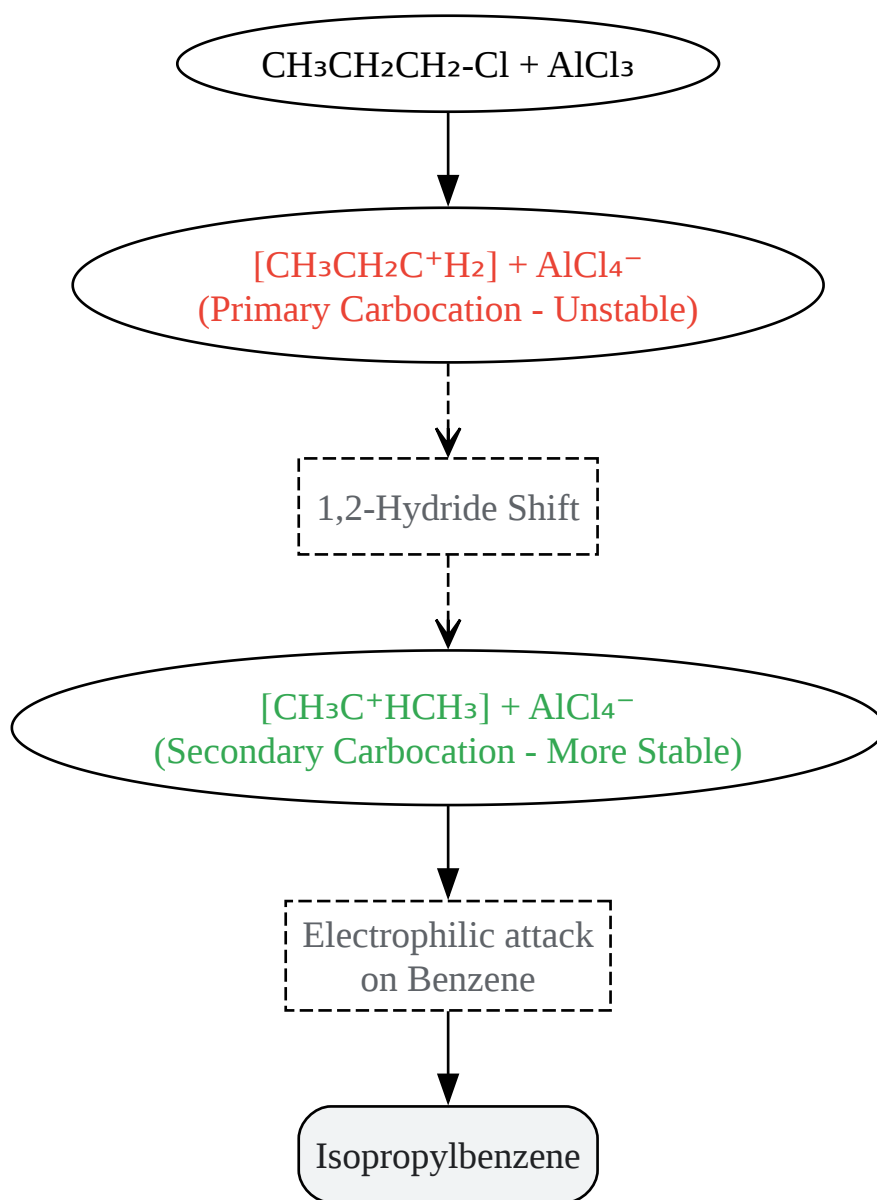 CH₃CH₂CH₂-Cl + AlCl₃
[CH₃CH₂C⁺H₂] + AlCl₄⁻
(Primary Carbocation - Unstable)
1,2-Hydride Shift
[CH₃C⁺HCH₃] + AlCl₄⁻
(Secondary Carbocation - More Stable)
Electrophilic attack
on Benzene
Isopropylbenzene